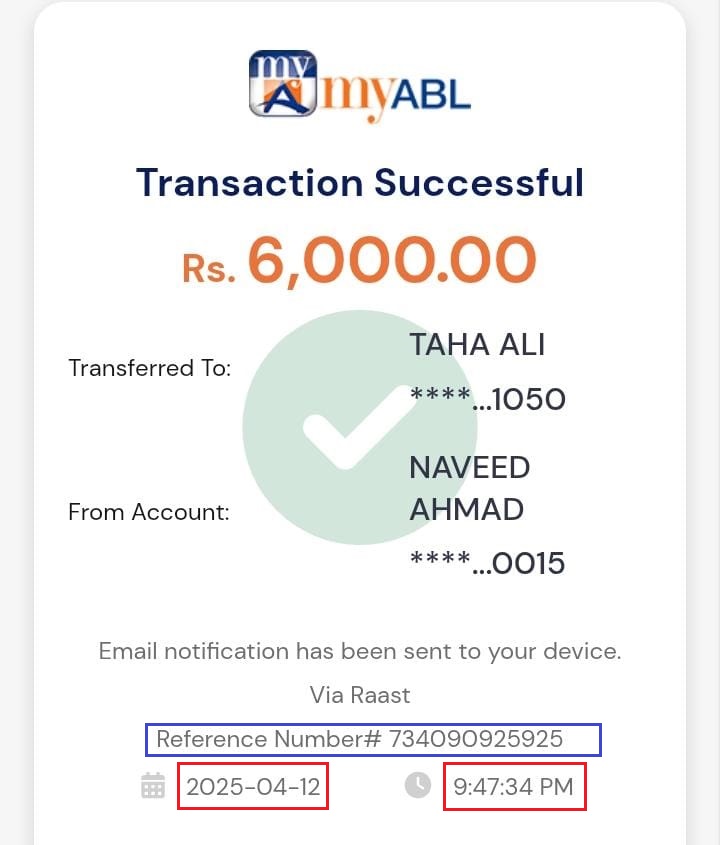 my
myABL
Transaction Successful
Rs. 6,000.00
Transferred To:
TAHA ALI
****...1050
From Account:
NAVEED
AHMAD
****...0015
Email notification has been sent to your device.
Via Raast
Reference Number# 734090925925
2025-04-12 9:47:34 PM